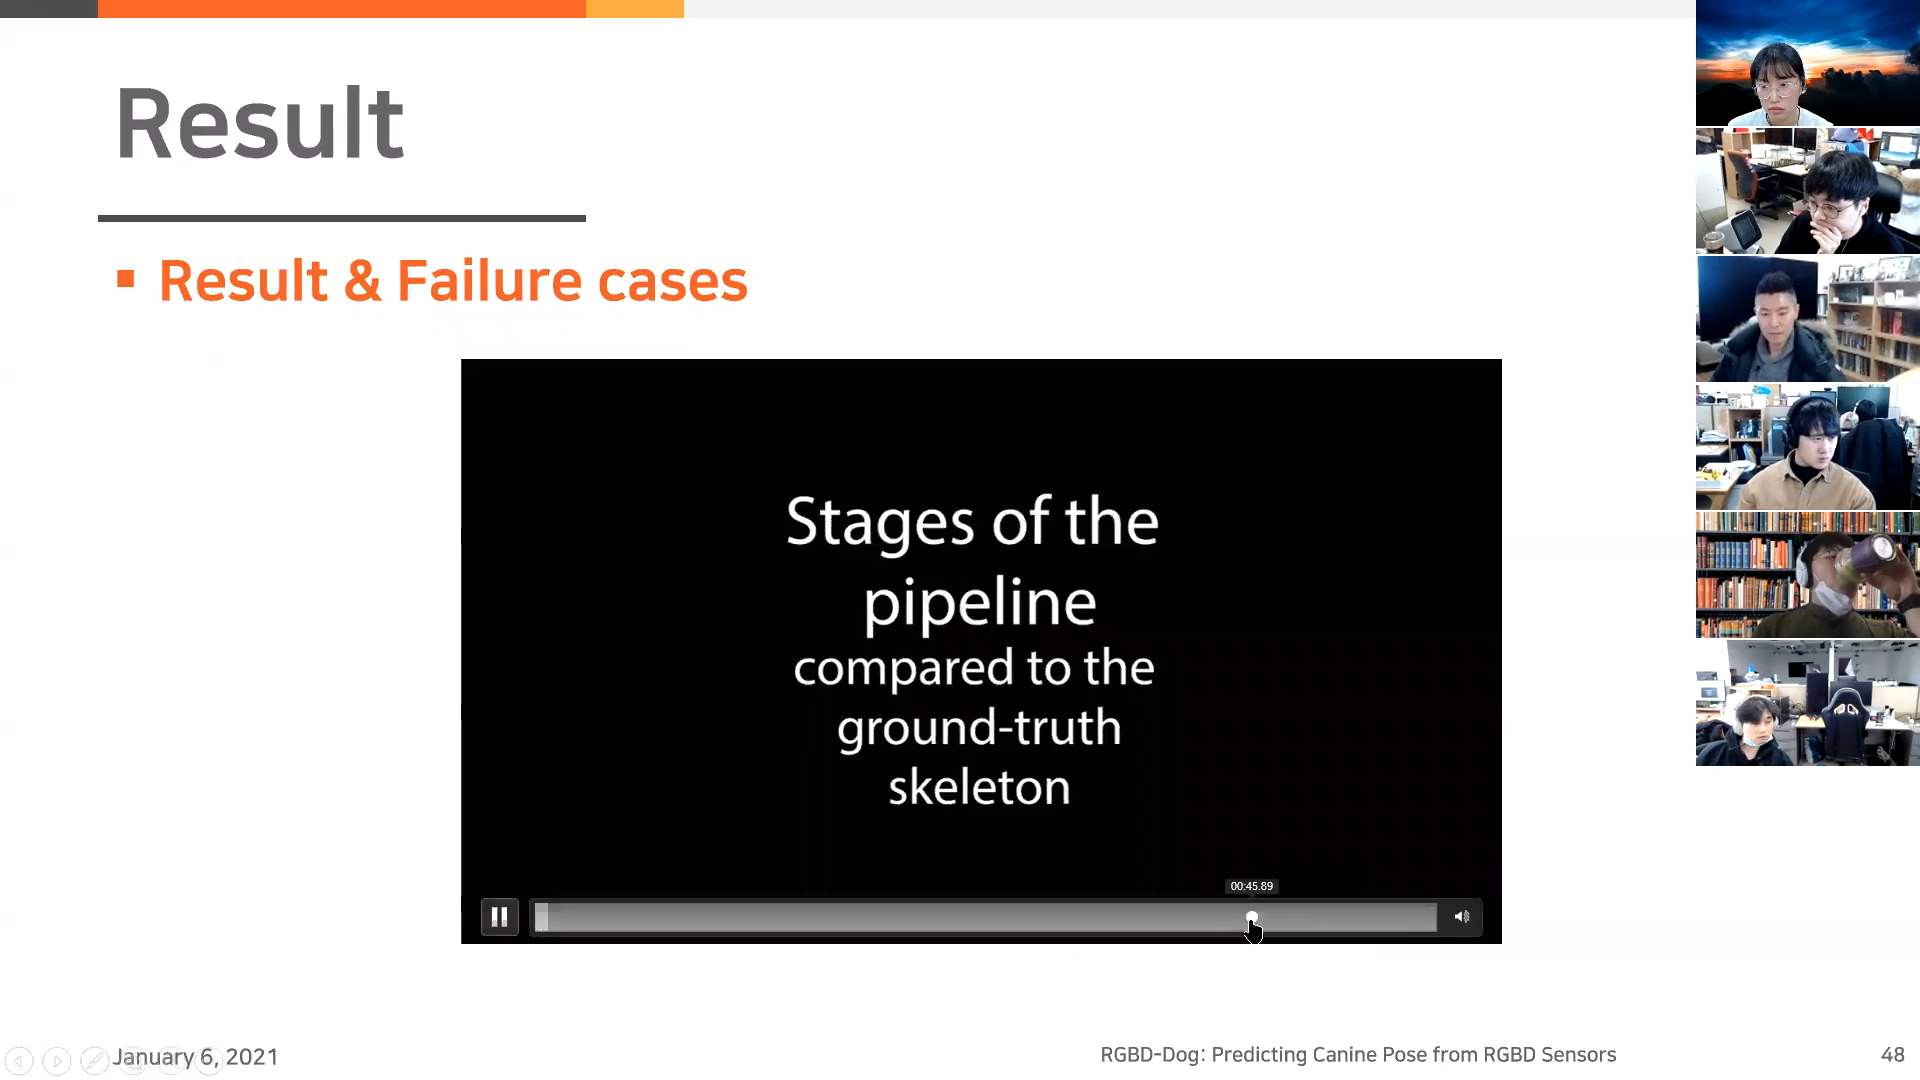 Result
Result & Failure cases
Stages of the
pipeline
compared to the
ground-truth
skeleton
00:45.89
January 6, 2021
RGBD-Dog: Predicting Canine Pose from RGBD Sensors
48